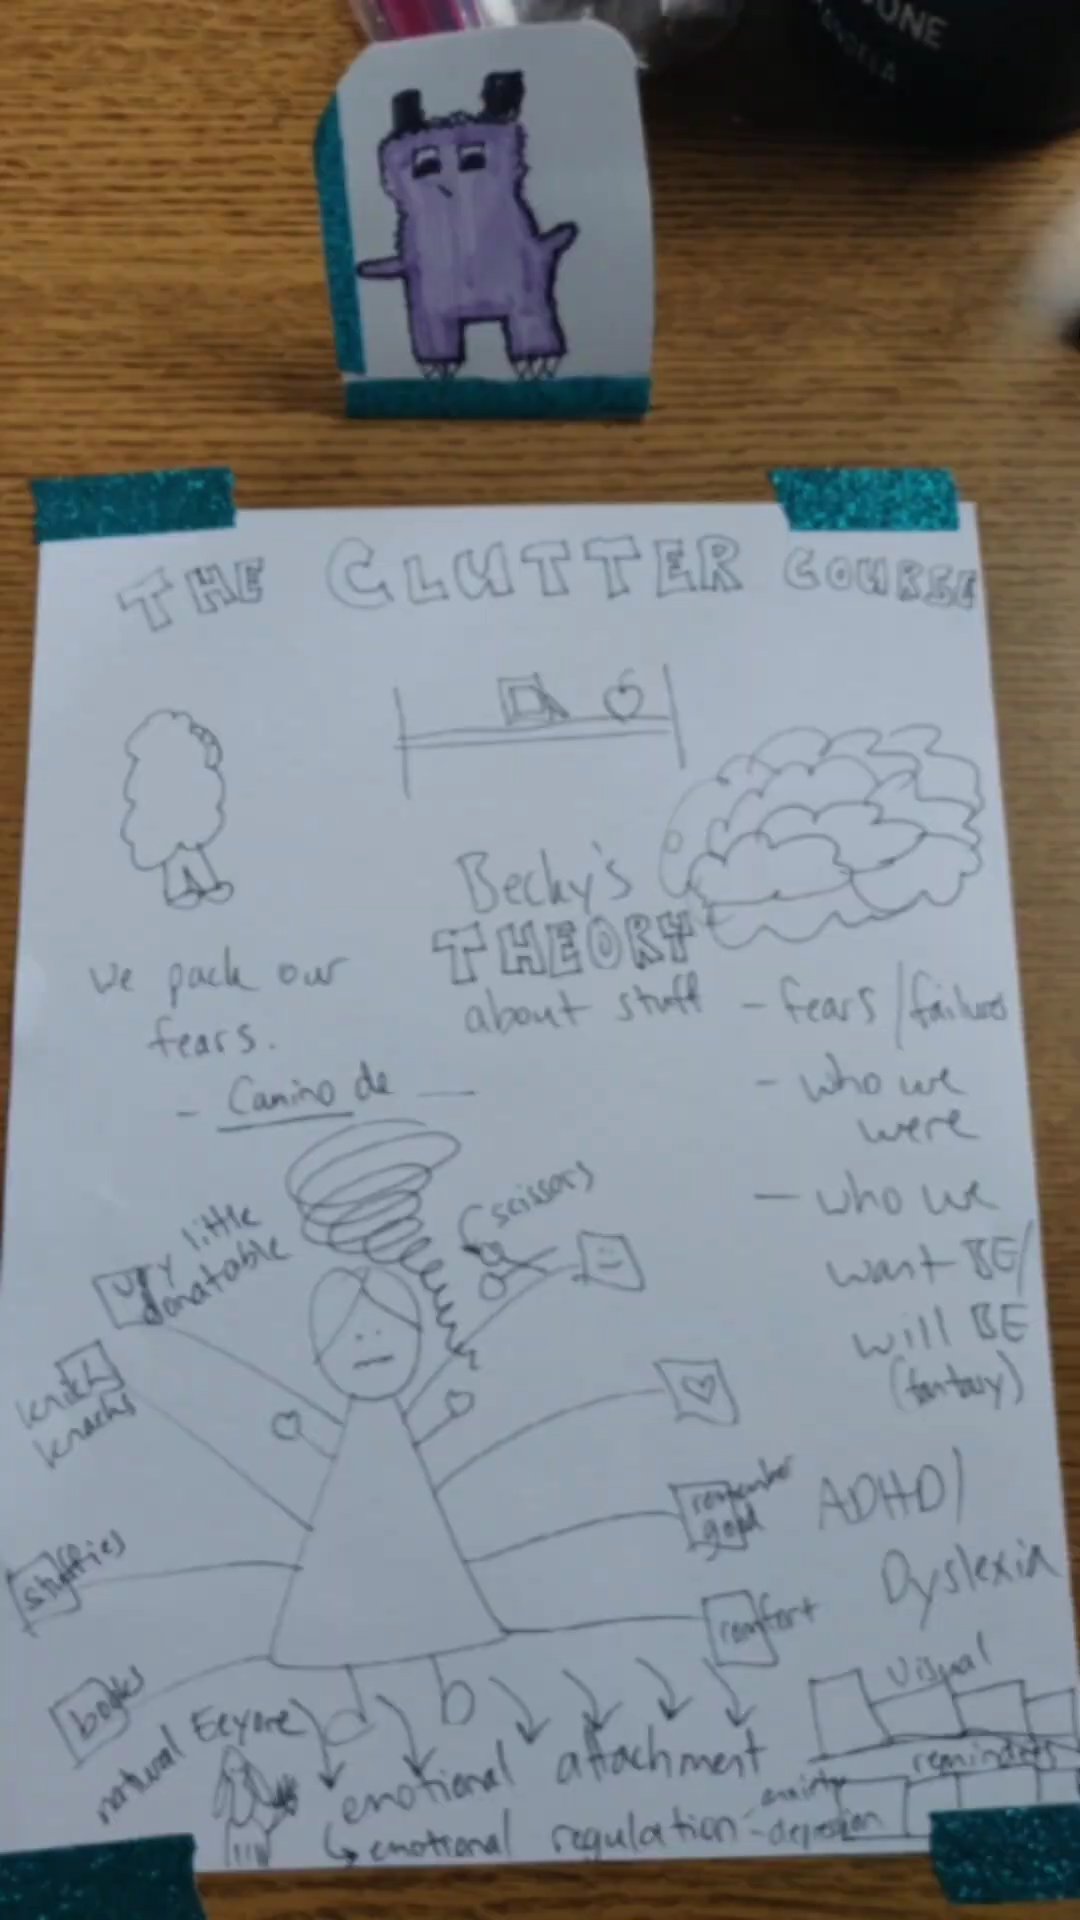 THE CLUTTER COURSE
Becky's
THEORY
about stuff
we pack our
fears.
- Camino de —
- fears/failures
- who we
were
- who we
want BE/
will BE
(fantasy)
very little
donatable
scissors
knick
knacks
stuffies
books
remember
good
comfort
ADHD/
Dyslexia
Visual
reminders
natural Eeyore
emotional attachment
↳ emotional regulation
- anxiety
- depression